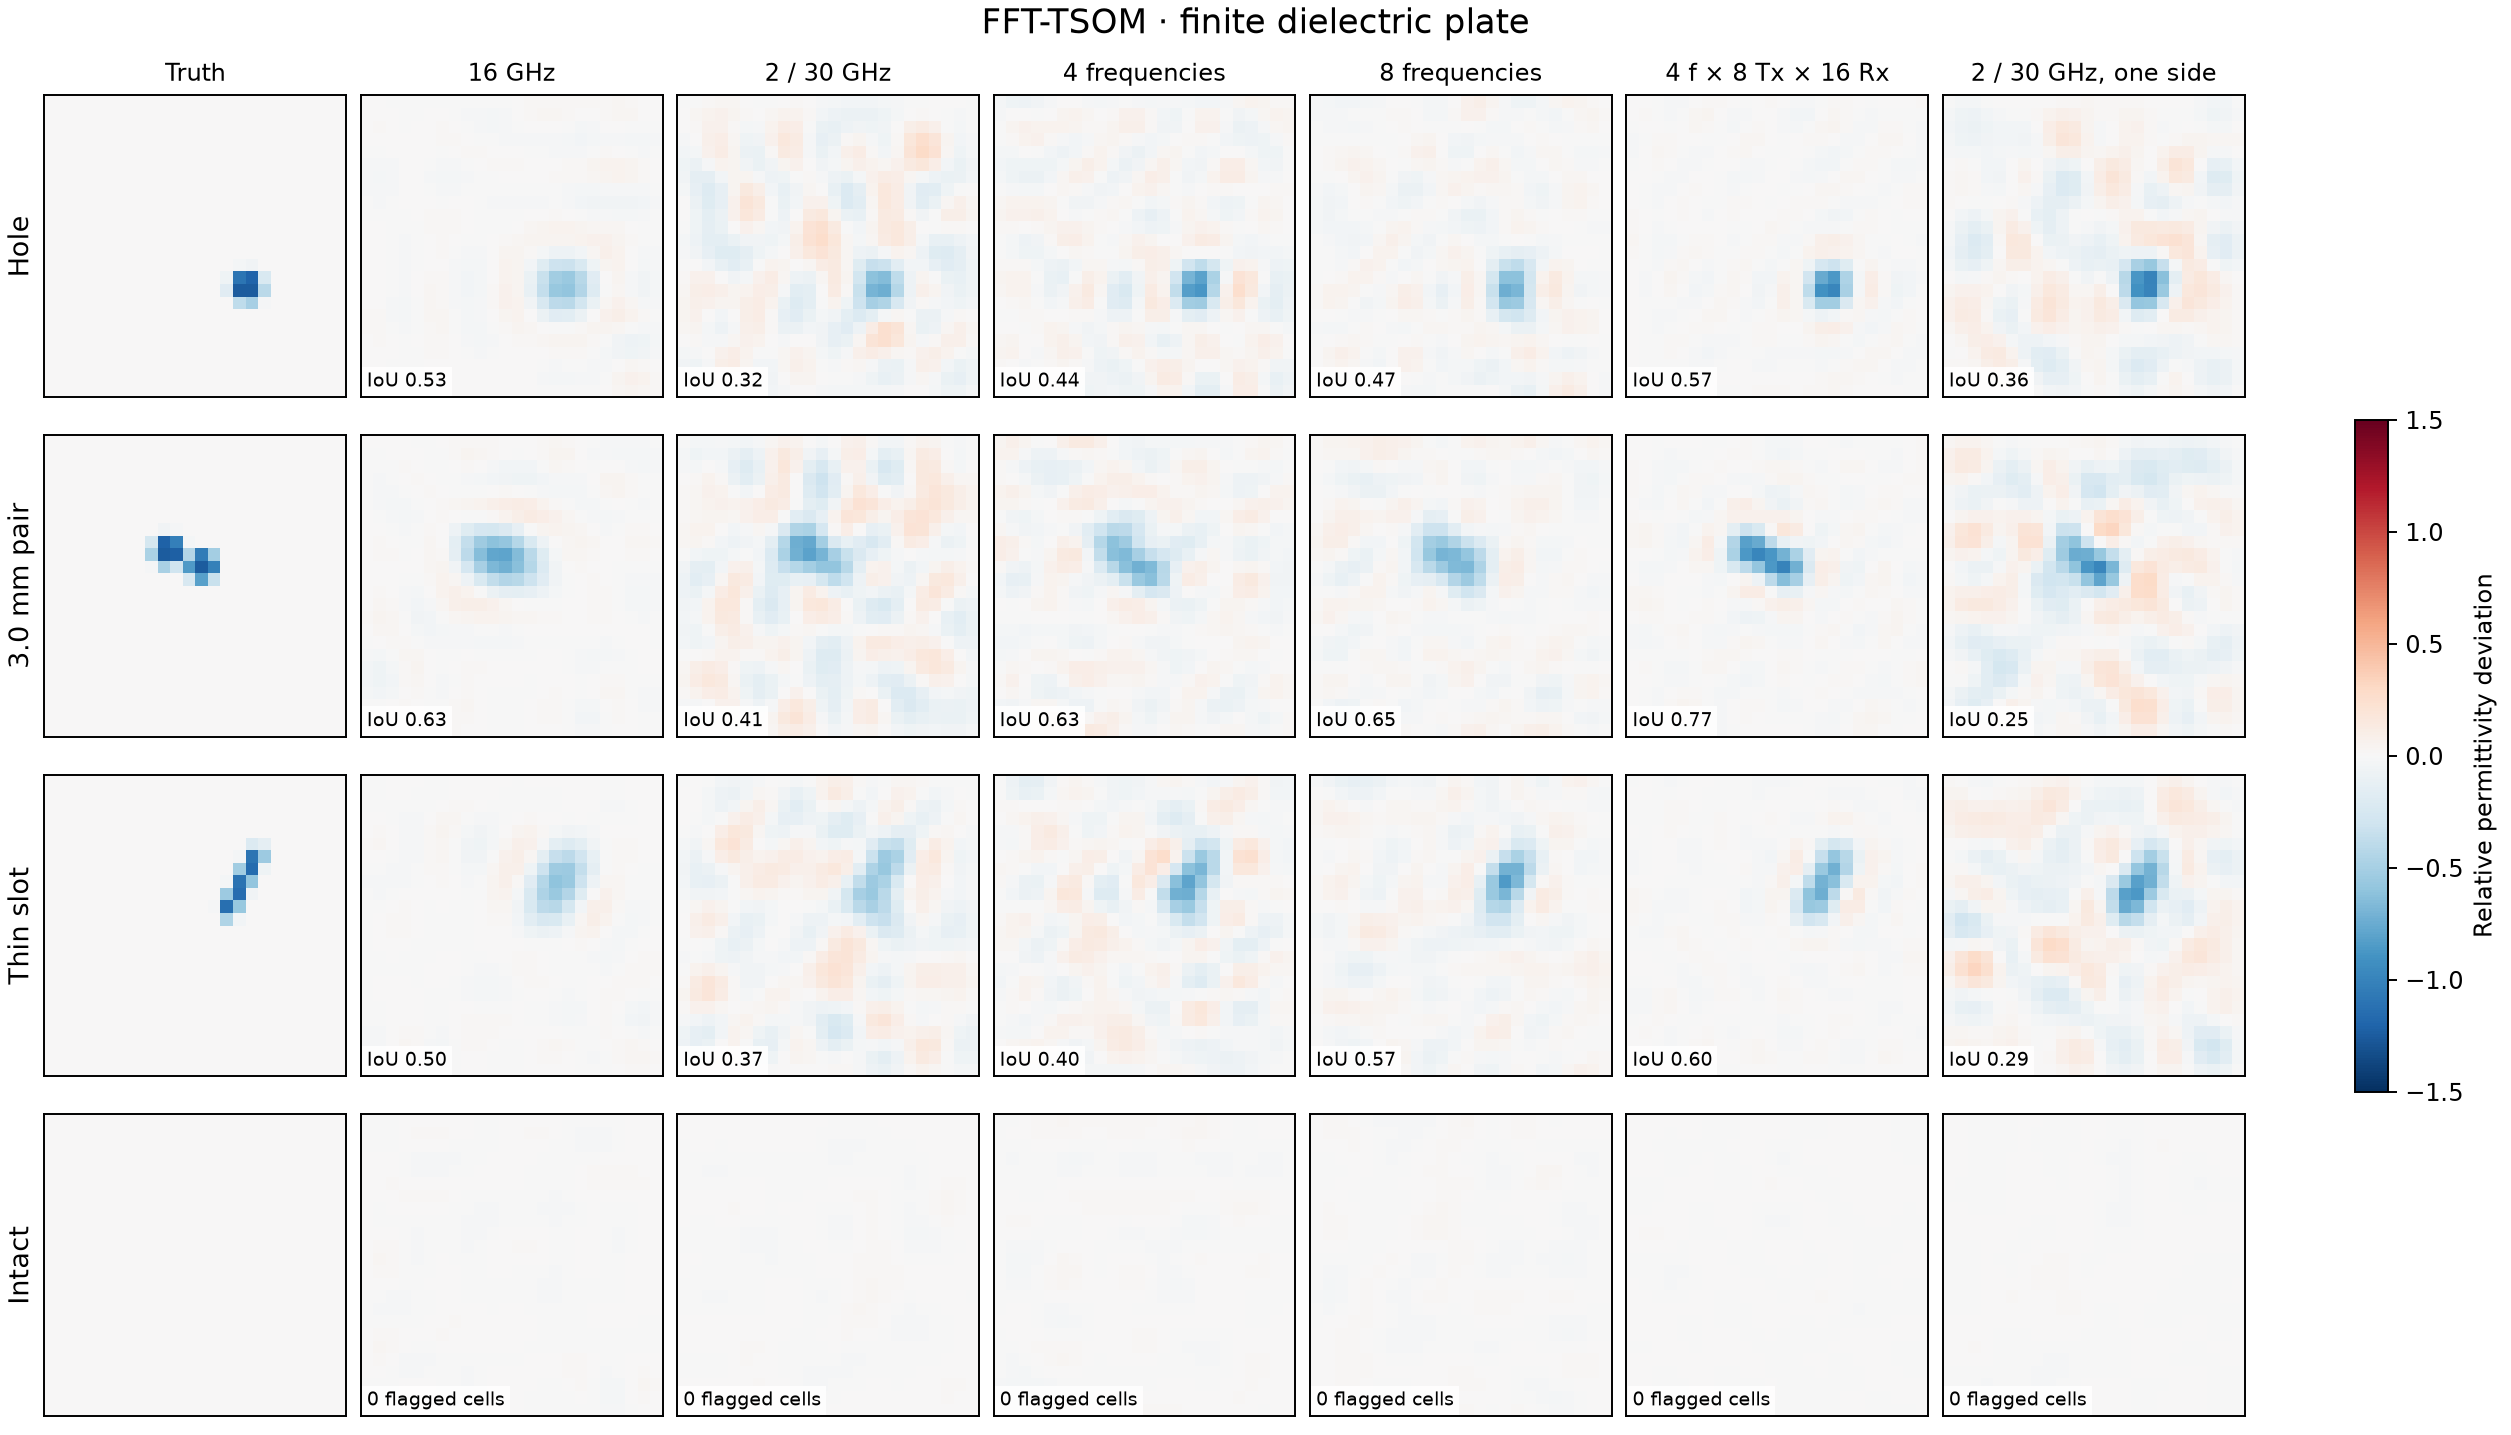 FFT-TSOM · finite dielectric plate
Truth
16 GHz
2 / 30 GHz
4 frequencies
8 frequencies
4 f × 8 Tx × 16 Rx
2 / 30 GHz, one side
Hole
IoU 0.53
IoU 0.32
IoU 0.44
IoU 0.47
IoU 0.57
IoU 0.36
3.0 mm pair
IoU 0.63
IoU 0.41
IoU 0.63
IoU 0.65
IoU 0.77
IoU 0.25
Thin slot
IoU 0.50
IoU 0.37
IoU 0.40
IoU 0.57
IoU 0.60
IoU 0.29
Intact
0 flagged cells
0 flagged cells
0 flagged cells
0 flagged cells
0 flagged cells
0 flagged cells
1.5
1.0
0.5
0.0
−0.5
−1.0
−1.5
Relative permittivity deviation